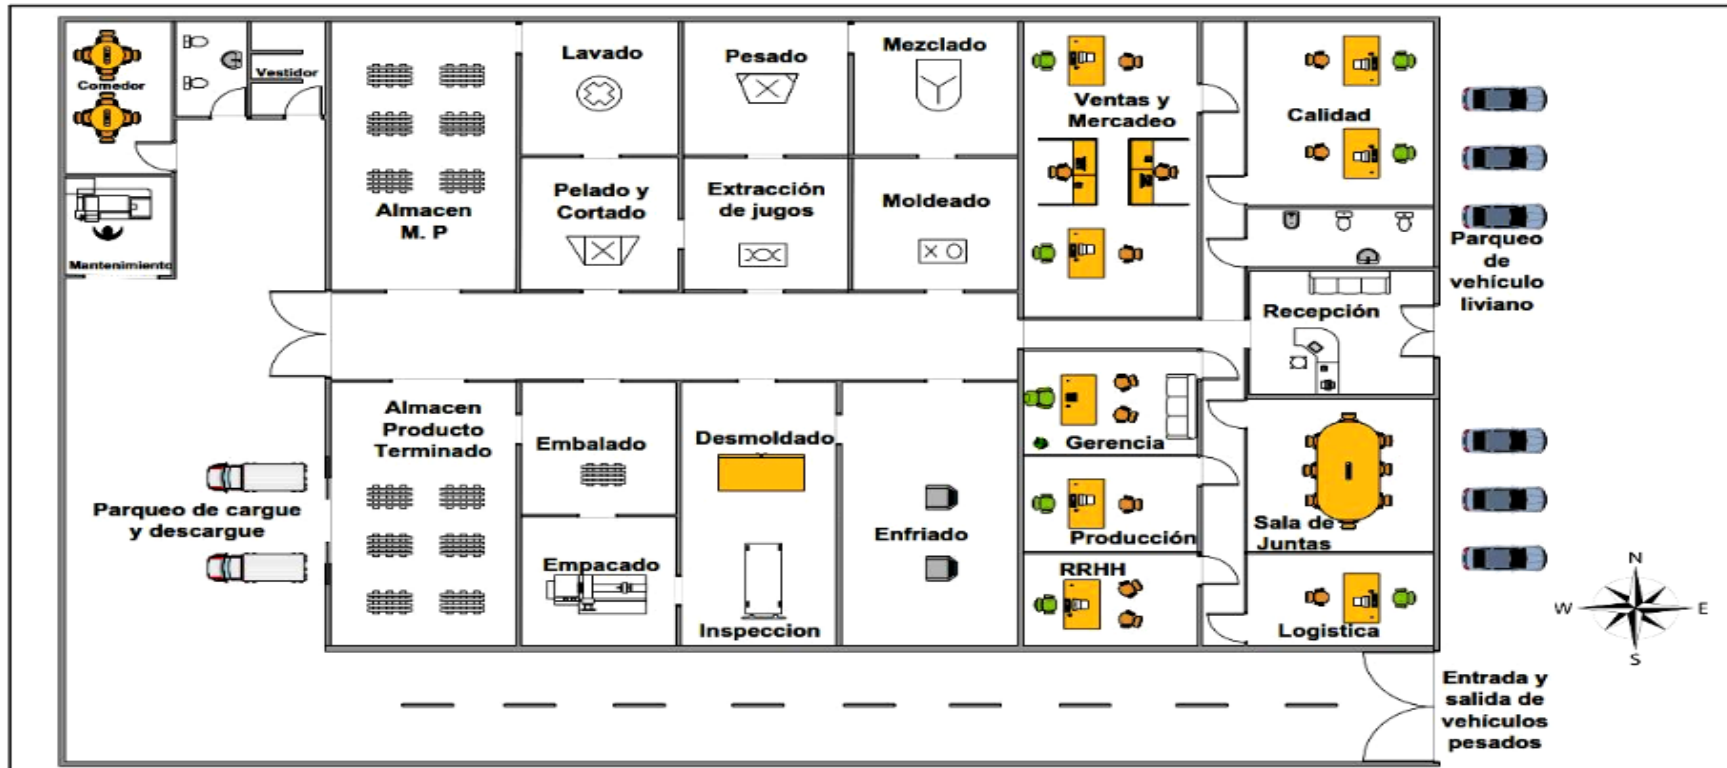 Comedor
Vestidor
Mantenimiento
Almacen
M. P
Lavado
Pesado
Mezclado
Pelado y
Cortado
Extracción
de jugos
Moldeado
Ventas y
Mercadeo
Calidad
Parqueo
de
vehículo
liviano
Recepción
Almacen
Producto
Terminado
Embalado
Desmoldado
Empacado
Inspeccion
Enfriado
Gerencia
Producción
RRHH
Sala de
Juntas
Logistica
Parqueo de cargue
y descargue
N
W
E
S
Entrada y
salida de
vehículos
pesados